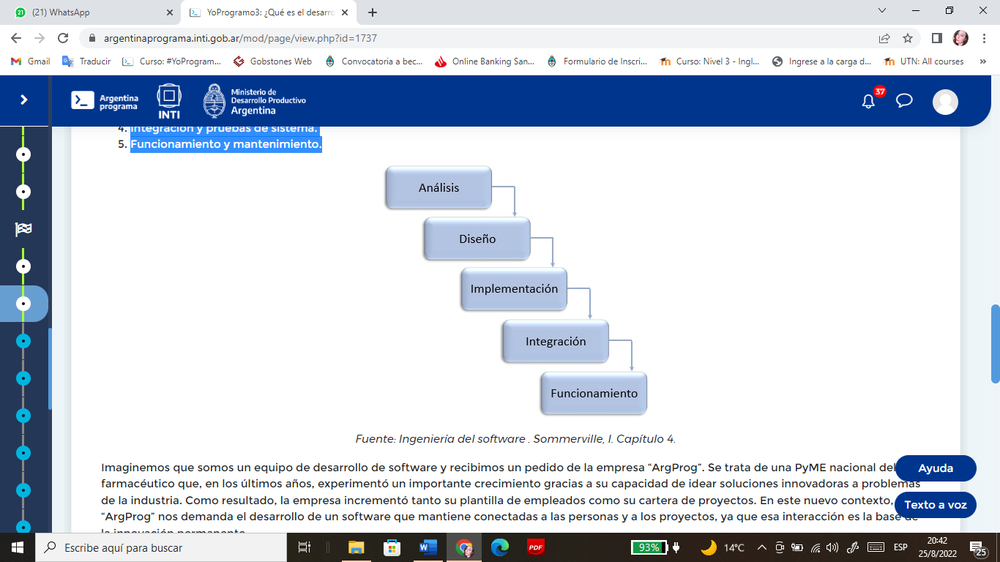 (21) WhatsApp
YoProgramo3: ¿Qué es el desarro
argentinaprograma.inti.gob.ar/mod/page/view.php?id=1737
Gmail
Traducir
Curso: #YoProgram...
Gobstones Web
Convocatoria a bec...
Online Banking San...
Formulario de Inscri...
Curso: Nivel 3 - Ingl...
Ingrese a la carga d...
UTN: All courses
»
Argentina
programa
INTI
Ministerio de
Desarrollo Productivo
Argentina
37
4. Integración y pruebas de sistema.
5. Funcionamiento y mantenimiento.
Análisis
Diseño
Implementación
Integración
Funcionamiento
Fuente: Ingeniería del software . Sommerville, I. Capítulo 4.
Imaginemos que somos un equipo de desarrollo de software y recibimos un pedido de la empresa “ArgProg”. Se trata de una PyME nacional del
farmacéutico que, en los últimos años, experimentó un importante crecimiento gracias a su capacidad de idear soluciones innovadoras a problemas
de la industria. Como resultado, la empresa incrementó tanto su plantilla de empleados como su cartera de proyectos. En este nuevo contexto,
“ArgProg” nos demanda el desarrollo de un software que mantiene conectadas a las personas y a los proyectos, ya que esa interacción es la base de
la innovación permanente.
Ayuda
Texto a voz
Escribe aquí para buscar
PDF
93%
14°C
ESP
20:42
25/8/2022
25